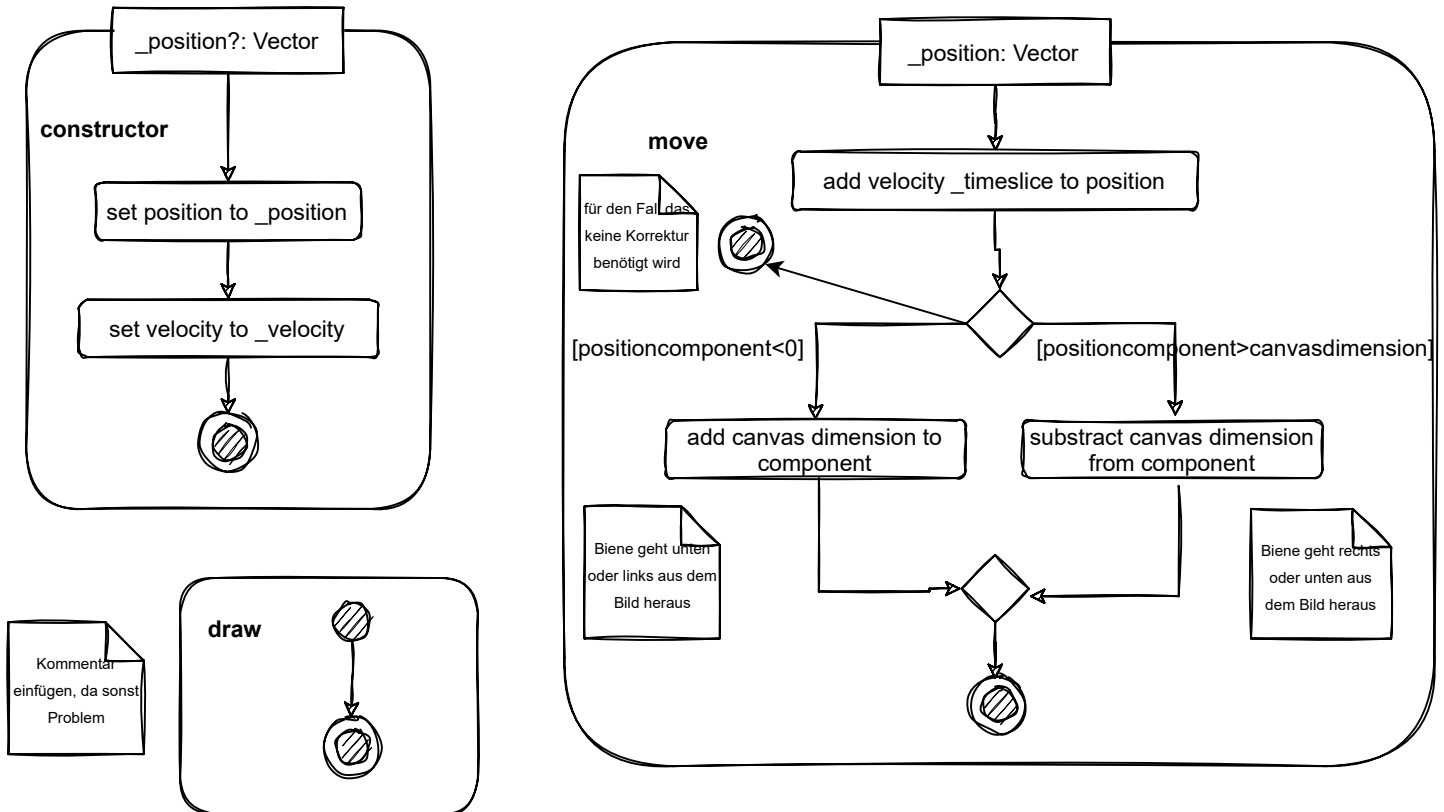 _position?: Vector
constructor
set position to _position
set velocity to _velocity
_position: Vector
move
add velocity _timeslice to position
für den Fall das
keine Korrektur
benötigt wird
[positioncomponent<0]
[positioncomponent>canvasdimension]
add canvas dimension to
component
substract canvas dimension
from component
Biene geht unten
oder links aus dem
Bild heraus
Biene geht rechts
oder unten aus
dem Bild heraus
draw
Kommentar
einfügen, da sonst
Problem